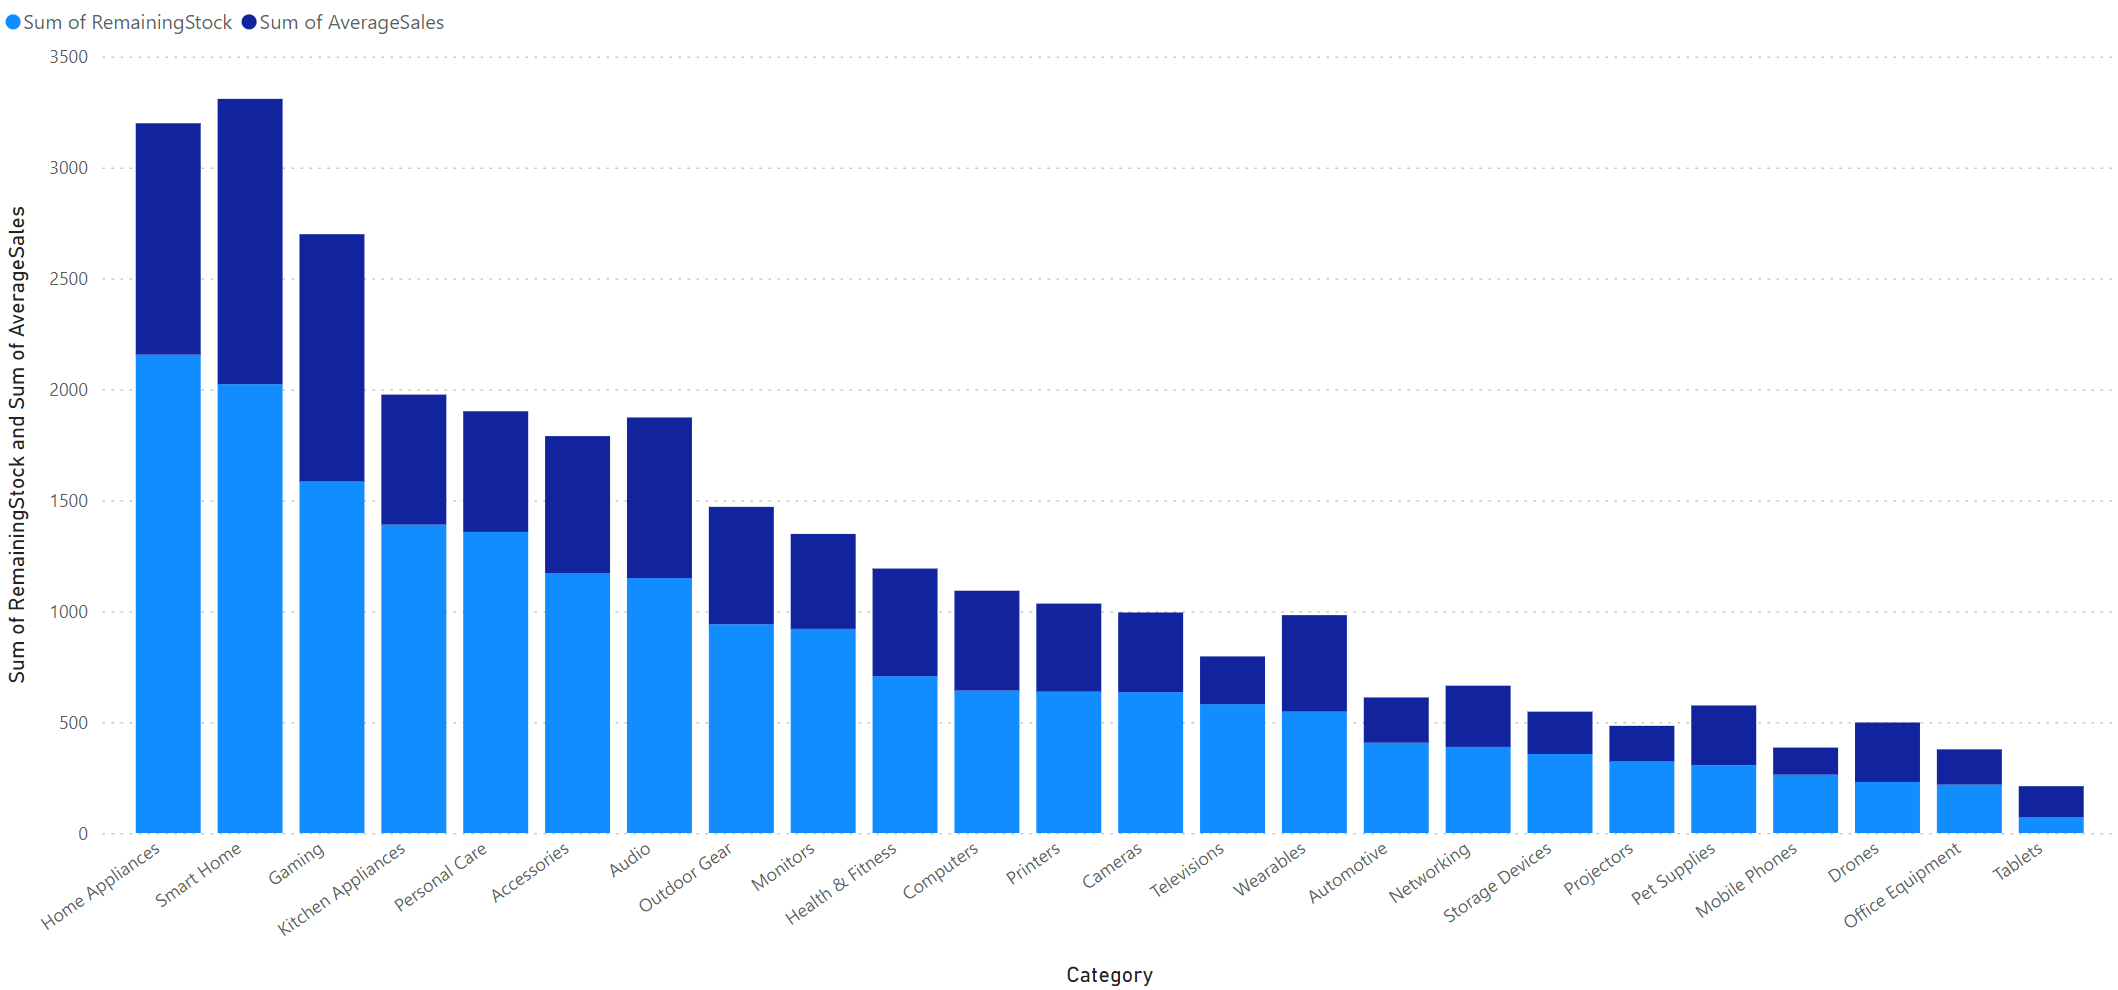 Sum of RemainingStock Sum of AverageSales
Sum of RemainingStock and Sum of AverageSales
3500
3000
2500
2000
1500
1000
500
0
Home Appliances
Smart Home
Gaming
Kitchen Appliances
Personal Care
Accessories
Audio
Outdoor Gear
Monitors
Health & Fitness
Computers
Printers
Cameras
Televisions
Wearables
Automotive
Networking
Storage Devices
Projectors
Pet Supplies
Mobile Phones
Drones
Office Equipment
Tablets
Category